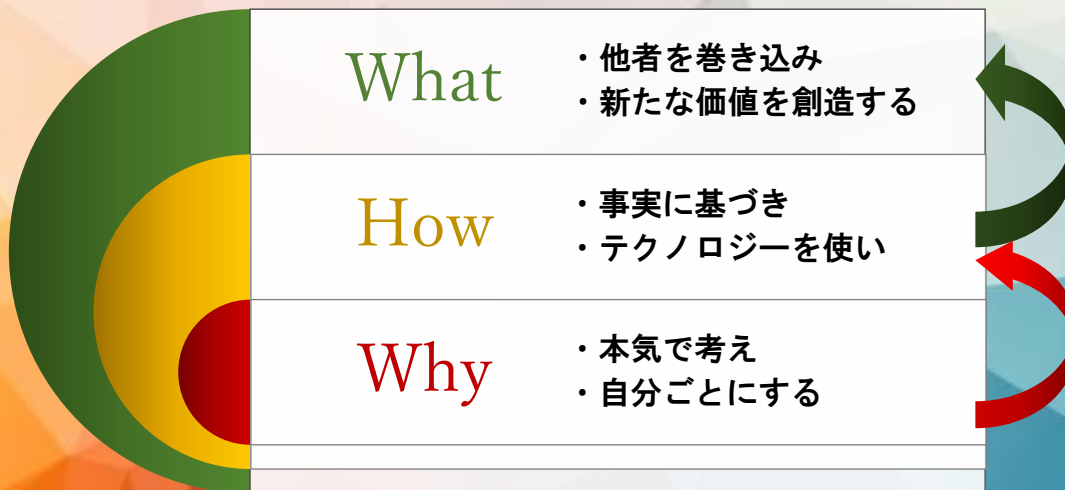 What
・他者を巻き込み
・新たな価値を創造する
How
・事実に基づき
・テクノロジーを使い
Why
・本気で考え
・自分ごとにする